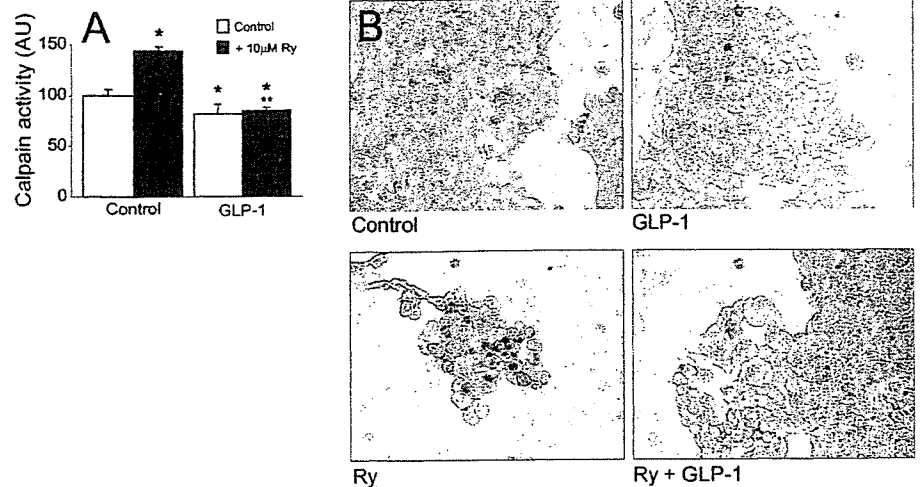 A
Calpain activity (AU)
150
100
50
0
Control
+ 10µM Ry
*
*
*
**
Control
GLP-1
B
Control
GLP-1
Ry
Ry + GLP-1